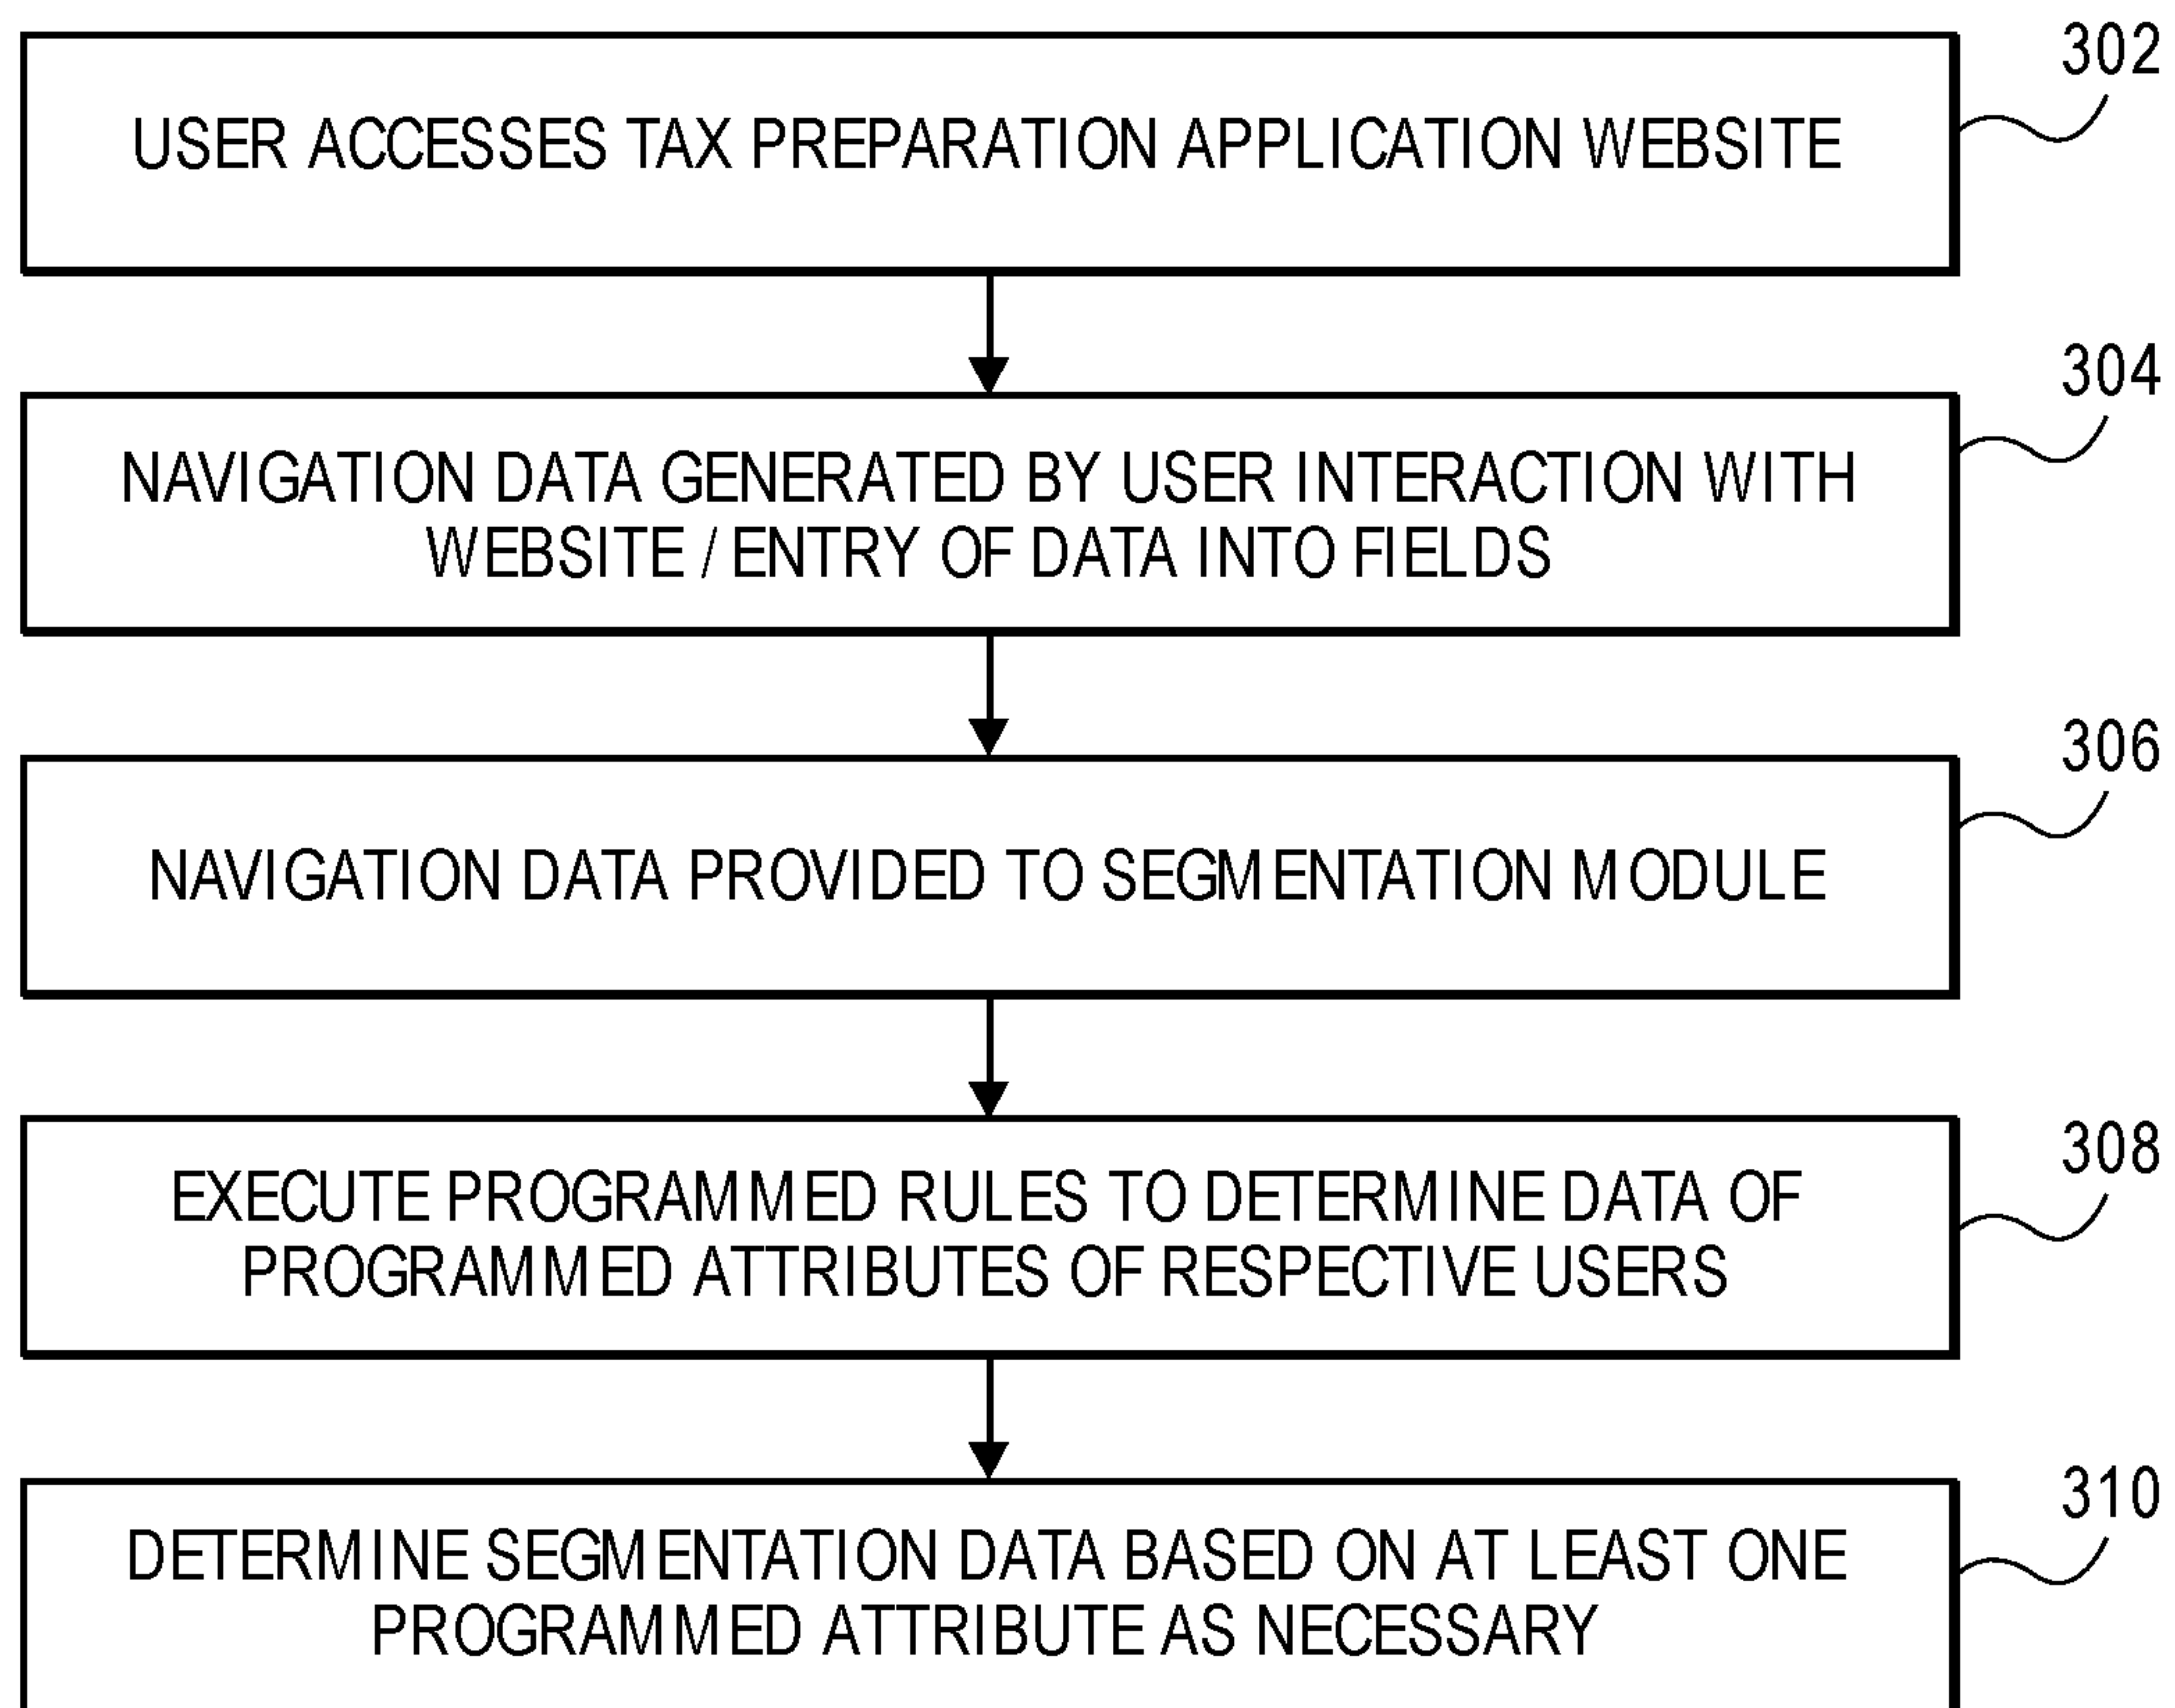 302
USER ACCESSES TAX PREPARATION APPLICATION WEBSITE
304
NAVIGATION DATA GENERATED BY USER INTERACTION WITH
WEBSITE / ENTRY OF DATA INTO FIELDS
306
NAVIGATION DATA PROVIDED TO SEGMENTATION MODULE
308
EXECUTE PROGRAMMED RULES TO DETERMINE DATA OF
PROGRAMMED ATTRIBUTES OF RESPECTIVE USERS
310
DETERMINE SEGMENTATION DATA BASED ON AT LEAST ONE
PROGRAMMED ATTRIBUTE AS NECESSARY